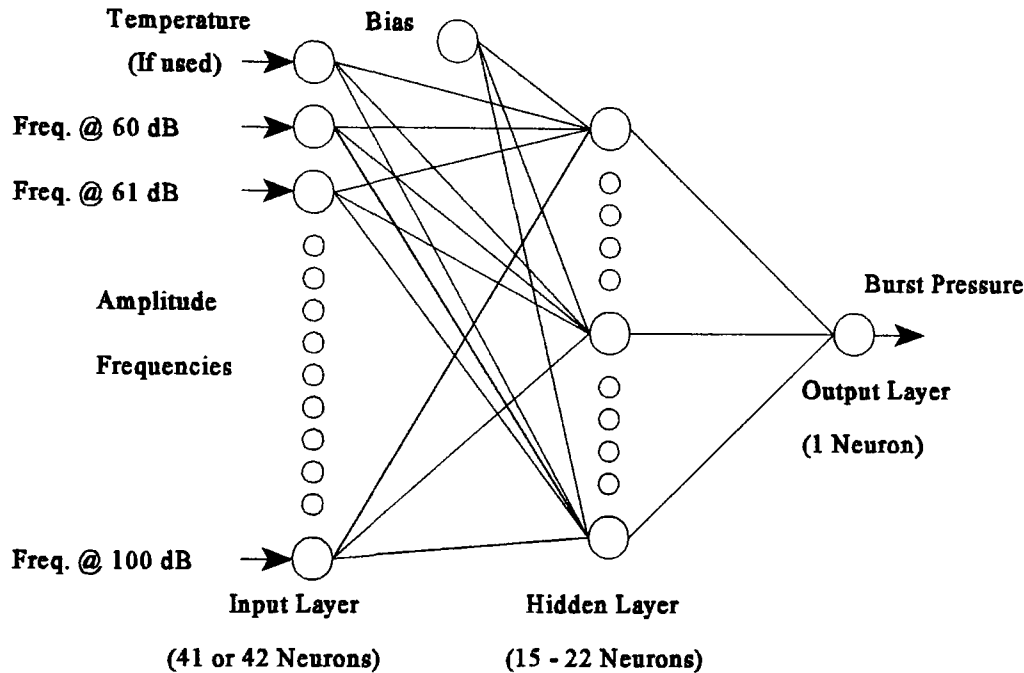 Temperature
(If used)
Bias
Freq. @ 60 dB
Freq. @ 61 dB
Amplitude
Frequencies
Freq. @ 100 dB
Input Layer
(41 or 42 Neurons)
Hidden Layer
(15 - 22 Neurons)
Burst Pressure
Output Layer
(1 Neuron)